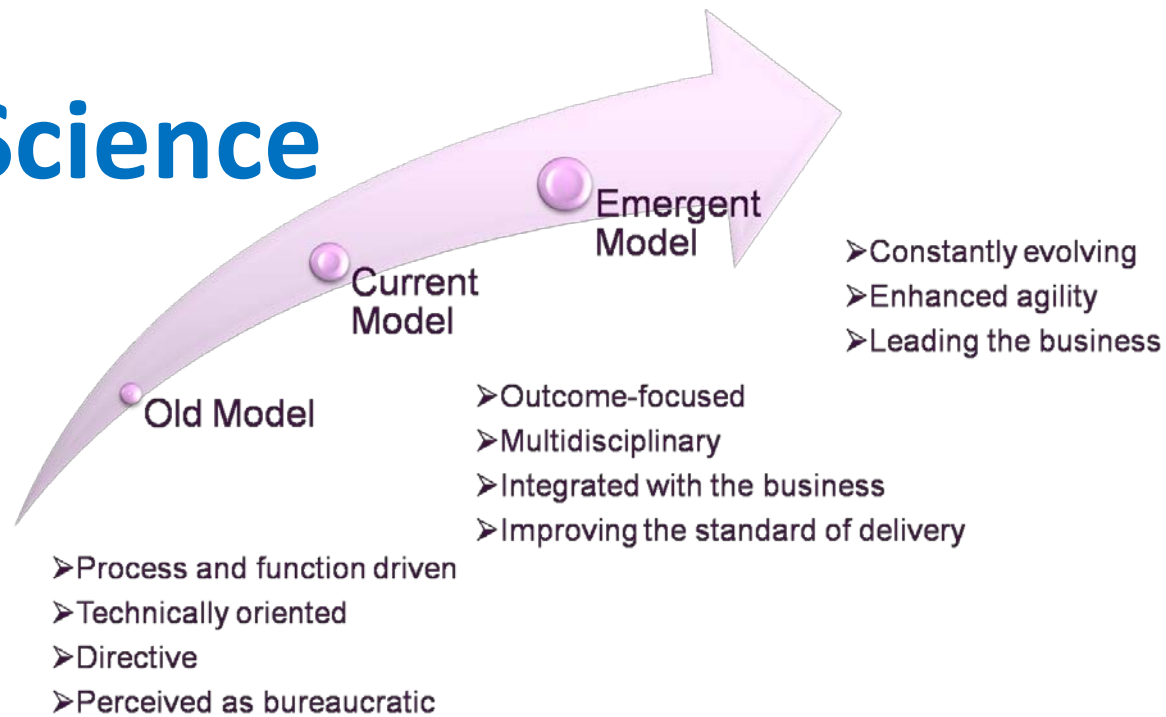 Science
Emergent
Model
Current
Model
Old Model
➢Constantly evolving
➢Enhanced agility
➢Leading the business
➢Outcome-focused
➢Multidisciplinary
➢Integrated with the business
➢Improving the standard of delivery
➢Process and function driven
➢Technically oriented
➢Directive
➢Perceived as bureaucratic